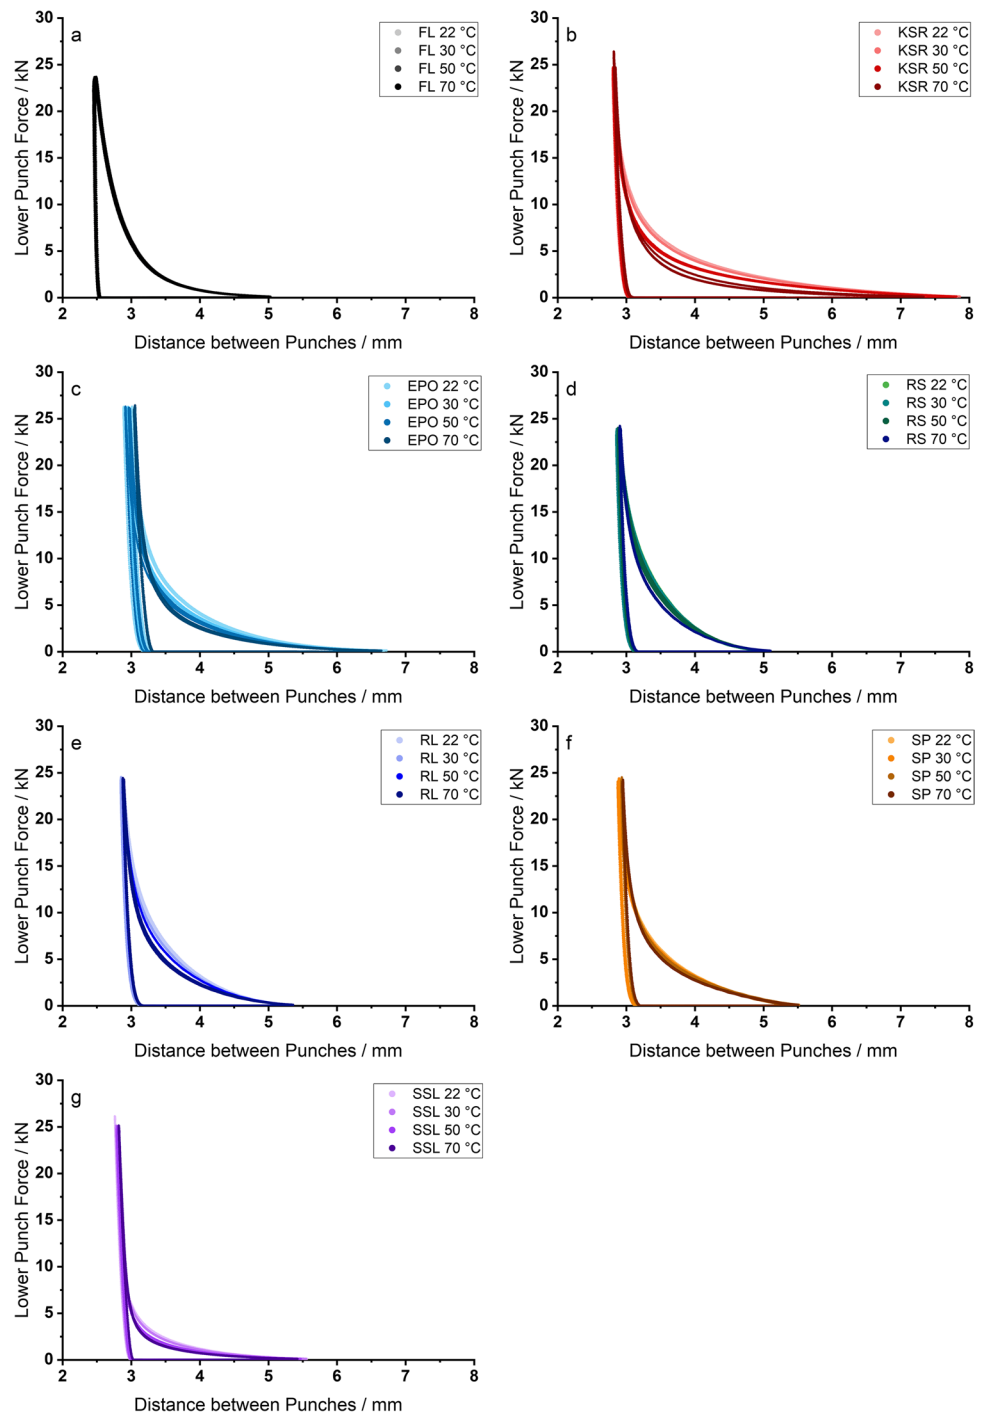 a
FL 22 °C
FL 30 °C
FL 50 °C
FL 70 °C
Lower Punch Force / kN
30
25
20
15
10
5
0
2 3 4 5 6 7 8
Distance between Punches / mm
b
KSR 22 °C
KSR 30 °C
KSR 50 °C
KSR 70 °C
Lower Punch Force / kN
30
25
20
15
10
5
0
2 3 4 5 6 7 8
Distance between Punches / mm
c
EPO 22 °C
EPO 30 °C
EPO 50 °C
EPO 70 °C
Lower Punch Force / kN
30
25
20
15
10
5
0
2 3 4 5 6 7 8
Distance between Punches / mm
d
RS 22 °C
RS 30 °C
RS 50 °C
RS 70 °C
Lower Punch Force / kN
30
25
20
15
10
5
0
2 3 4 5 6 7 8
Distance between Punches / mm
e
RL 22 °C
RL 30 °C
RL 50 °C
RL 70 °C
Lower Punch Force / kN
30
25
20
15
10
5
0
2 3 4 5 6 7 8
Distance between Punches / mm
f
SP 22 °C
SP 30 °C
SP 50 °C
SP 70 °C
Lower Punch Force / kN
30
25
20
15
10
5
0
2 3 4 5 6 7 8
Distance between Punches / mm
g
SSL 22 °C
SSL 30 °C
SSL 50 °C
SSL 70 °C
Lower Punch Force / kN
30
25
20
15
10
5
0
2 3 4 5 6 7 8
Distance between Punches / mm